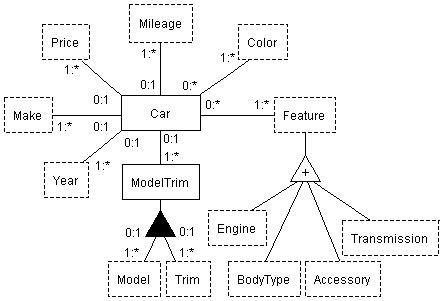 Mileage
Price
Color
1:*
1:*
1:*
0:1
0:1
0:*
Make
1:*
0:1
Car
0:*
1:*
Feature
0:1
0:1
Year
1:*
1:*
ModelTrim
+
0:1
0:1
Engine
Transmission
1:*
1:*
Model
Trim
BodyType
Accessory